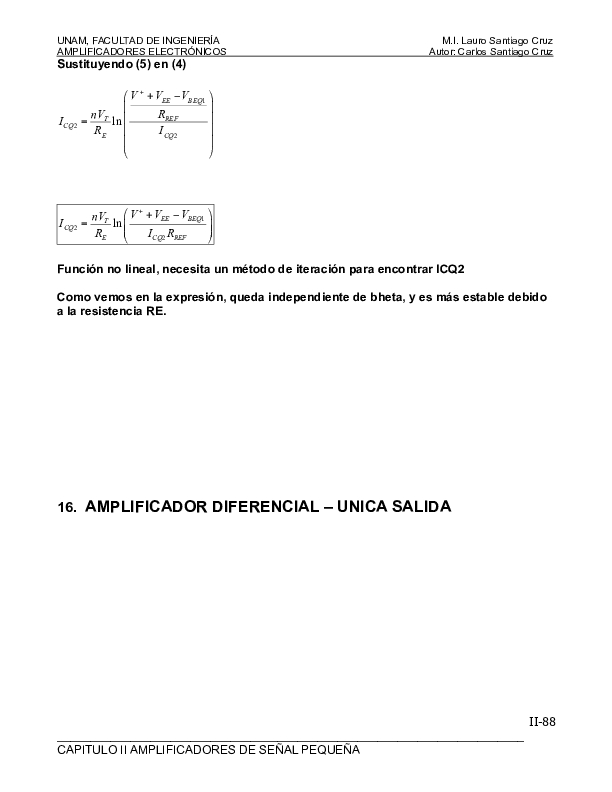 UNAM, FACULTAD DE INGENIERÍA M.I. Lauro Santiago Cruz
AMPLIFICADORES ELECTRÓNICOS Autor: Carlos Santiago Cruz
Sustituyendo (5) en (4)
I_{CQ2} = \frac{nV_T}{R_E} \ln \left( \frac{\frac{V^+ + V_{EE} - V_{BEQ1}}{R_{REF}}}{I_{CQ2}} \right)
I_{CQ2} = \frac{nV_T}{R_E} \ln \left( \frac{V^+ + V_{EE} - V_{BEQ1}}{I_{CQ2} R_{REF}} \right)
Función no lineal, necesita un método de iteración para encontrar ICQ2
Como vemos en la expresión, queda independiente de bheta, y es más estable debido
a la resistencia RE.
16. AMPLIFICADOR DIFERENCIAL – UNICA SALIDA
II-88
CAPITULO II AMPLIFICADORES DE SEÑAL PEQUEÑA